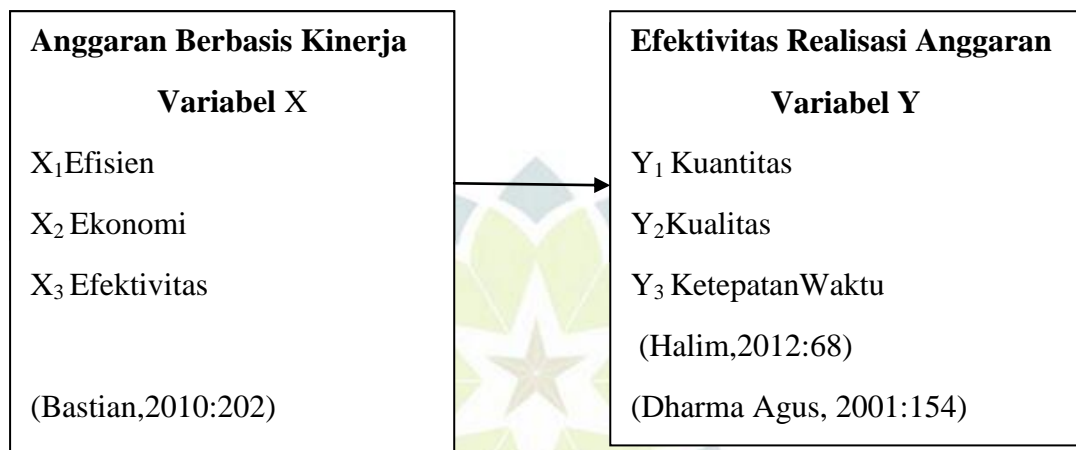 Anggaran Berbasis Kinerja
Variabel X
X₁Efisien
X₂ Ekonomi
X₃ Efektivitas
(Bastian,2010:202)
Efektivitas Realisasi Anggaran
Variabel Y
Y₁ Kuantitas
Y₂Kualitas
Y₃ KetepatanWaktu
(Halim,2012:68)
(Dharma Agus, 2001:154)